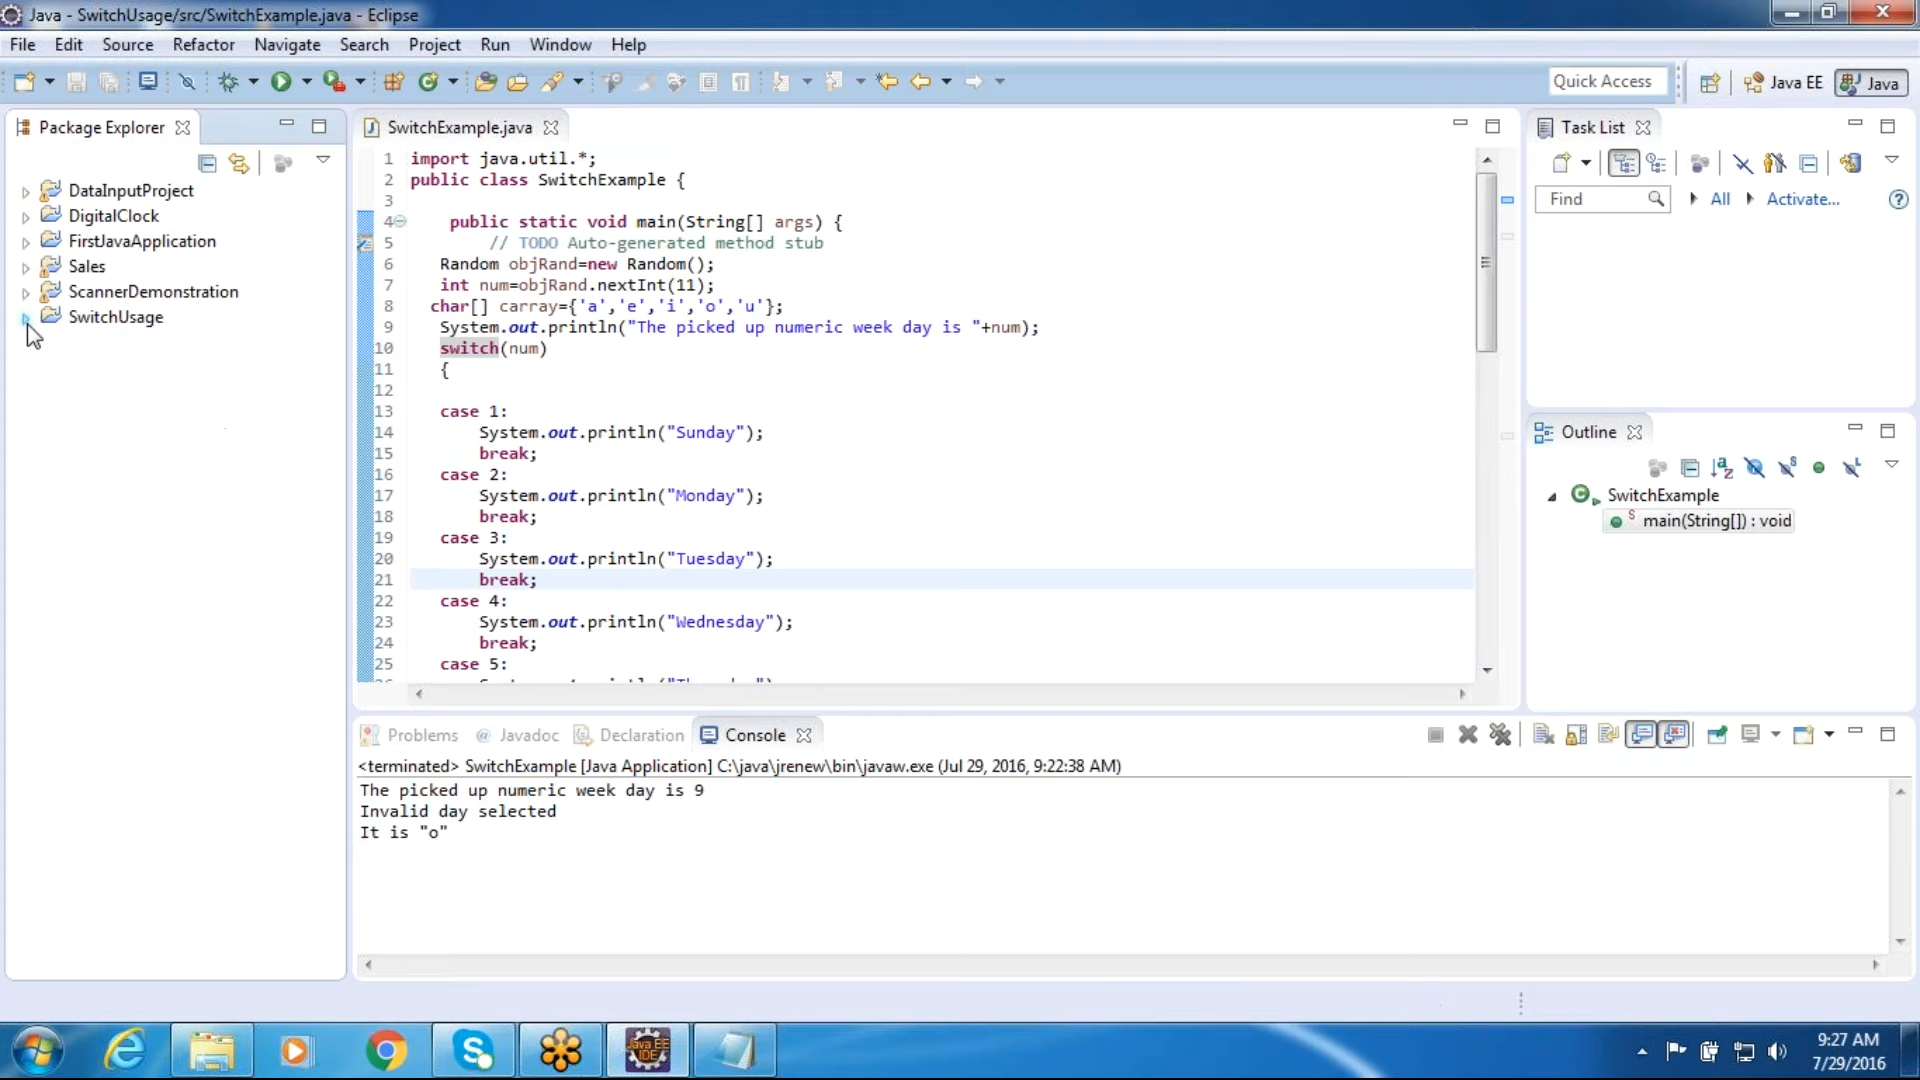 Java - SwitchUsage/src/SwitchExample.java - Eclipse
File Edit Source Refactor Navigate Search Project Run Window Help
Quick Access
Java EE
Java
Package Explorer
DataInputProject
DigitalClock
FirstJavaApplication
Sales
ScannerDemonstration
SwitchUsage
SwitchExample.java
1 import java.util.*;
2 public class SwitchExample {
3
4 public static void main(String[] args) {
5 // TODO Auto-generated method stub
6 Random objRand=new Random();
7 int num=objRand.nextInt(11);
8 char[] carray={'a','e','i','o','u'};
9 System.out.println("The picked up numeric week day is "+num);
10 switch(num)
11 {
12
13 case 1:
14 System.out.println("Sunday");
15 break;
16 case 2:
17 System.out.println("Monday");
18 break;
19 case 3:
20 System.out.println("Tuesday");
21 break;
22 case 4:
23 System.out.println("Wednesday");
24 break;
25 case 5:
Task List
Find
All
Activate...
Outline
SwitchExample
main(String[]) : void
Problems @ Javadoc Declaration Console
<terminated> SwitchExample [Java Application] C:\java\jrenew\bin\javaw.exe (Jul 29, 2016, 9:22:38 AM)
The picked up numeric week day is 9
Invalid day selected
It is "o"
Java EE
IDE
9:27 AM
7/29/2016